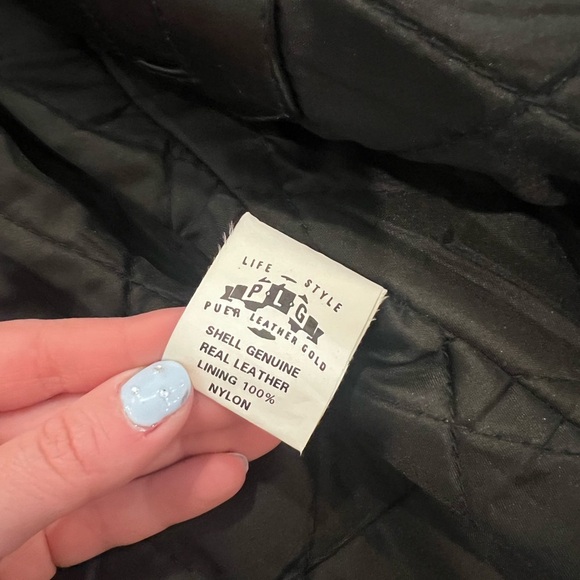 LIFE STYLE
PLG
PUER LEATHER GOLD
SHELL GENUINE
REAL LEATHER
LINING 100%
NYLON